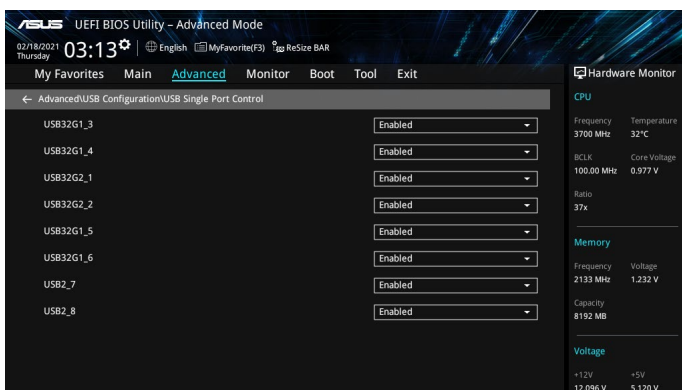 ASUS UEFI BIOS Utility – Advanced Mode
02/18/2021 Thursday 03:13 English MyFavorite(F3) ReSize BAR
My Favorites Main Advanced Monitor Boot Tool Exit
← Advanced\USB Configuration\USB Single Port Control
USB32G1_3 Enabled
USB32G1_4 Enabled
USB32G2_1 Enabled
USB32G2_2 Enabled
USB32G1_5 Enabled
USB32G1_6 Enabled
USB2_7 Enabled
USB2_8 Enabled
Hardware Monitor
CPU
Frequency Temperature
3700 MHz 32°C
BCLK Core Voltage
100.00 MHz 0.977 V
Ratio
37x
Memory
Frequency Voltage
2133 MHz 1.232 V
Capacity
8192 MB
Voltage
+12V +5V
12.096 V 5.120 V